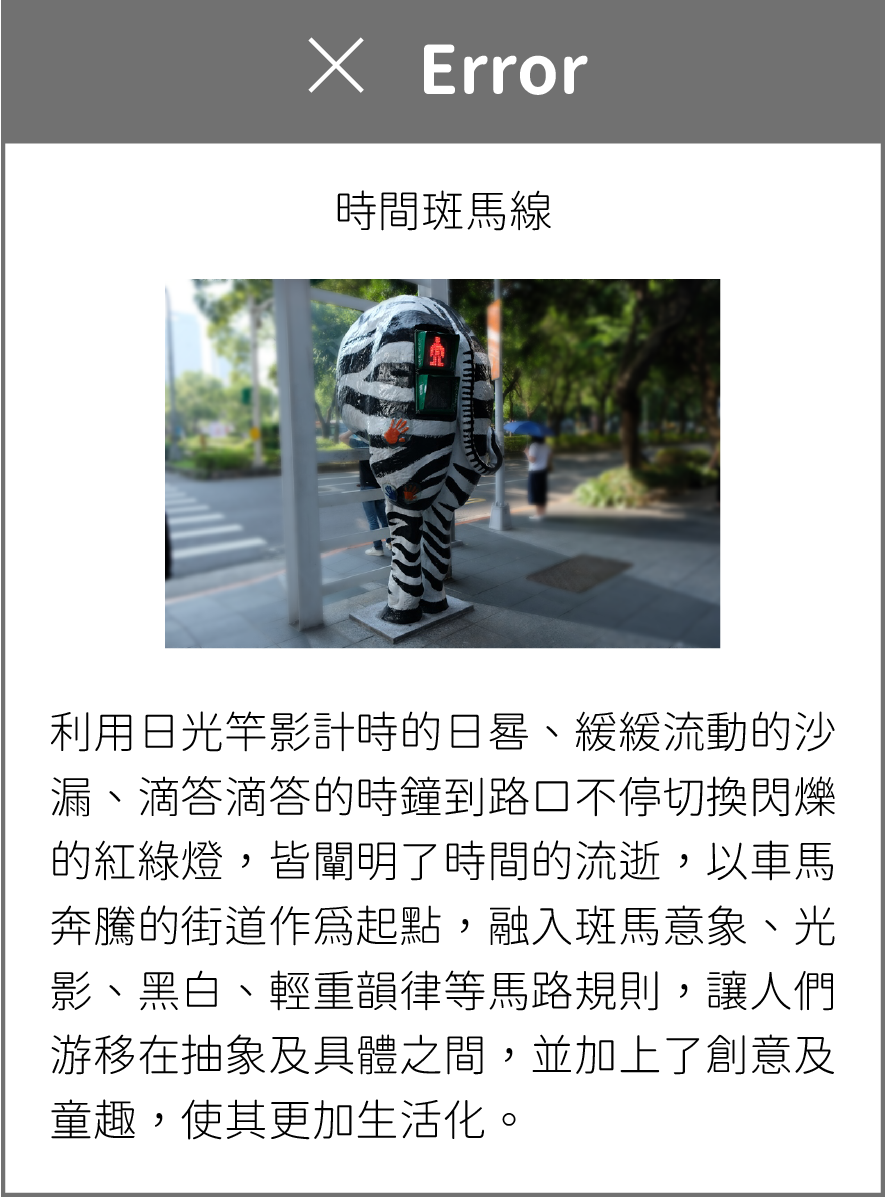 × Error
時間斑馬線
利用日光竿影計時的日晷、緩緩流動的沙
漏、滴答滴答的時鐘到路口不停切換閃爍
的紅綠燈，皆闡明了時間的流逝，以車馬
奔騰的街道作為起點，融入斑馬意象、光
影、黑白、輕重韻律等馬路規則，讓人們
游移在抽象及具體之間，並加上了創意及
童趣，使其更加生活化。